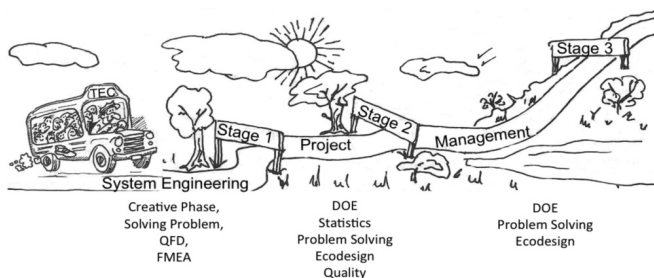 Stage 3
TEC
Stage 1
Stage 2
Project
Management
System Engineering
Creative Phase,
Solving Problem,
QFD,
FMEA
DOE
Statistics
Problem Solving
Ecodesign
Quality
DOE
Problem Solving
Ecodesign